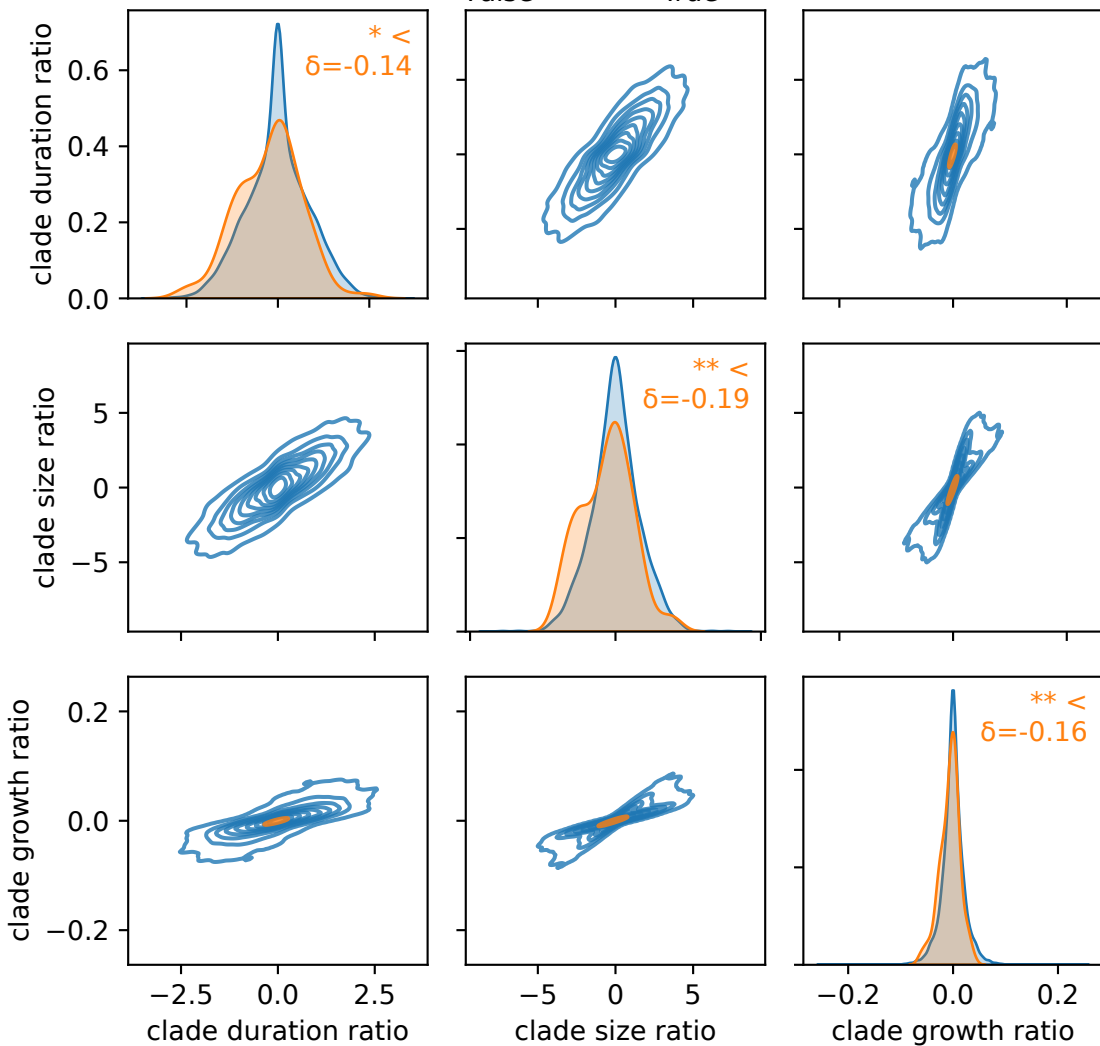 * <
δ=-0.14
clade duration ratio
0.6
0.4
0.2
0.0
** <
δ=-0.19
clade size ratio
5
0
−5
** <
δ=-0.16
clade growth ratio
0.2
0.0
−0.2
−2.5 0.0 2.5 −5 0 5 −0.2 0.0 0.2
clade duration ratio clade size ratio clade growth ratio